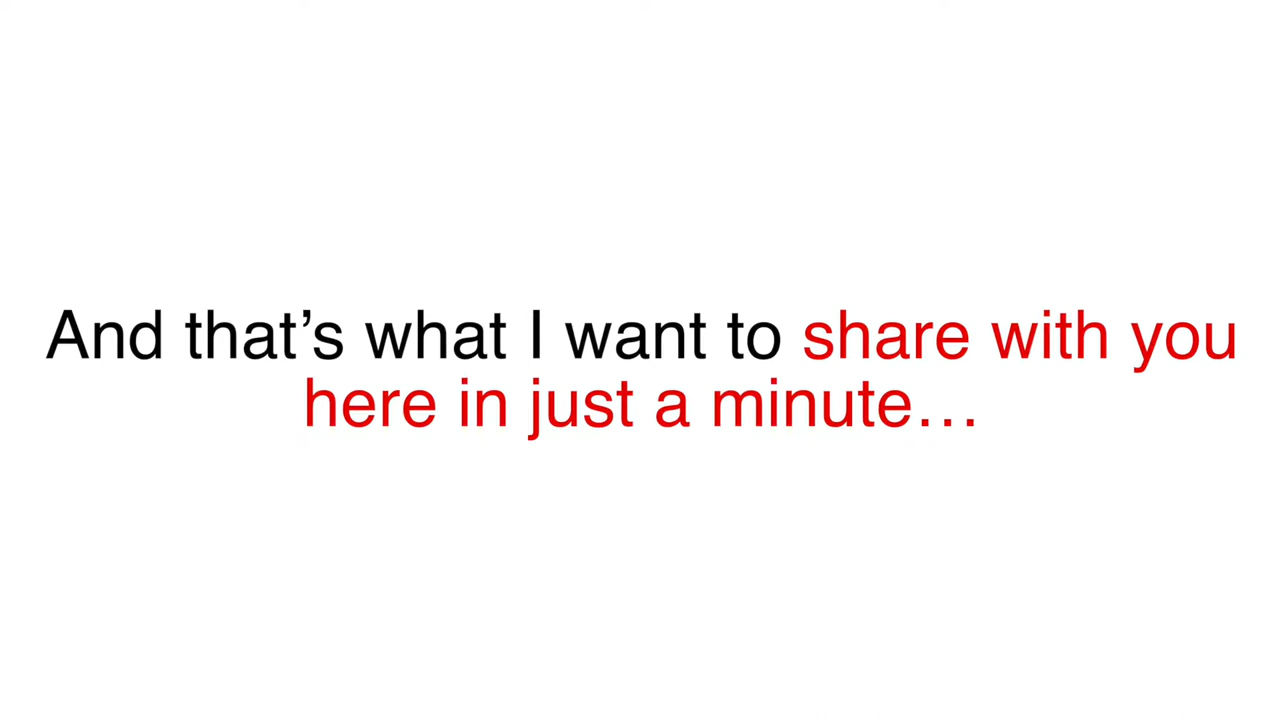 And that’s what I want to share with you
here in just a minute…